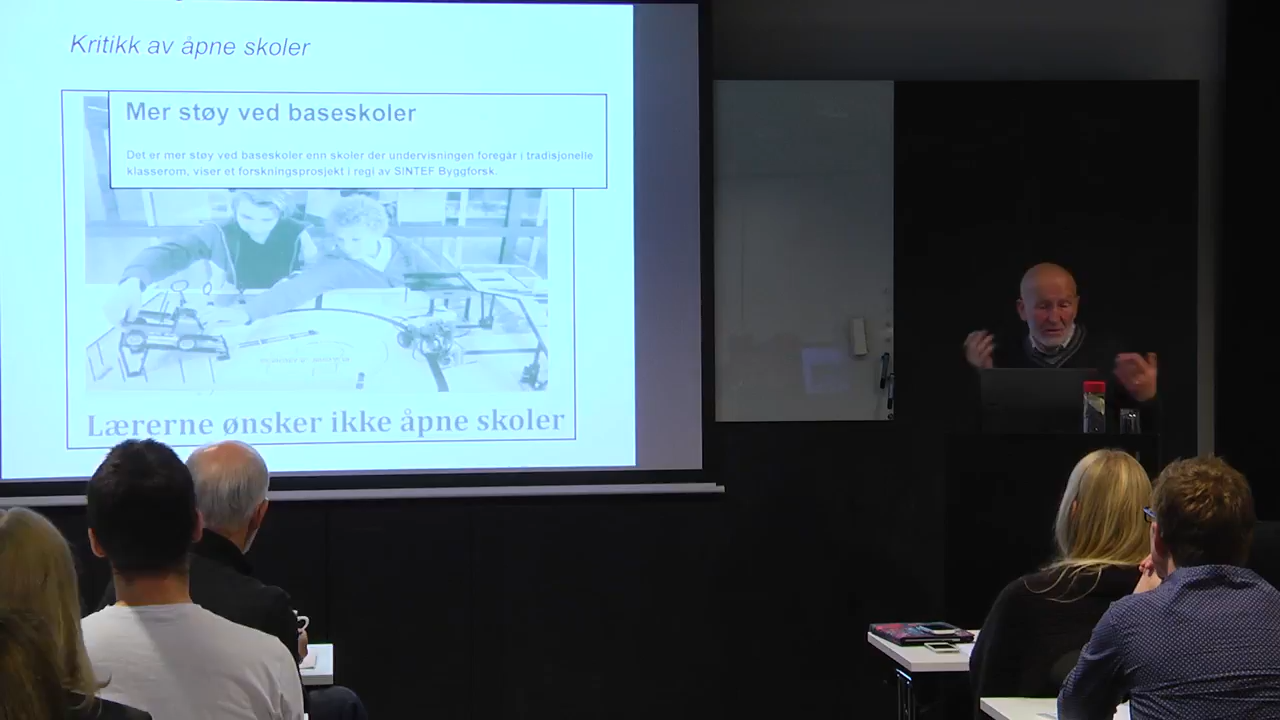 Kritikk av åpne skoler
Mer støy ved baseskoler
Det er mer støy ved baseskoler enn skoler der undervisningen foregår i tradisjonelle
klasserom, viser et forskningsprosjekt i regi av SINTEF Byggforsk.
Lærerne ønsker ikke åpne skoler